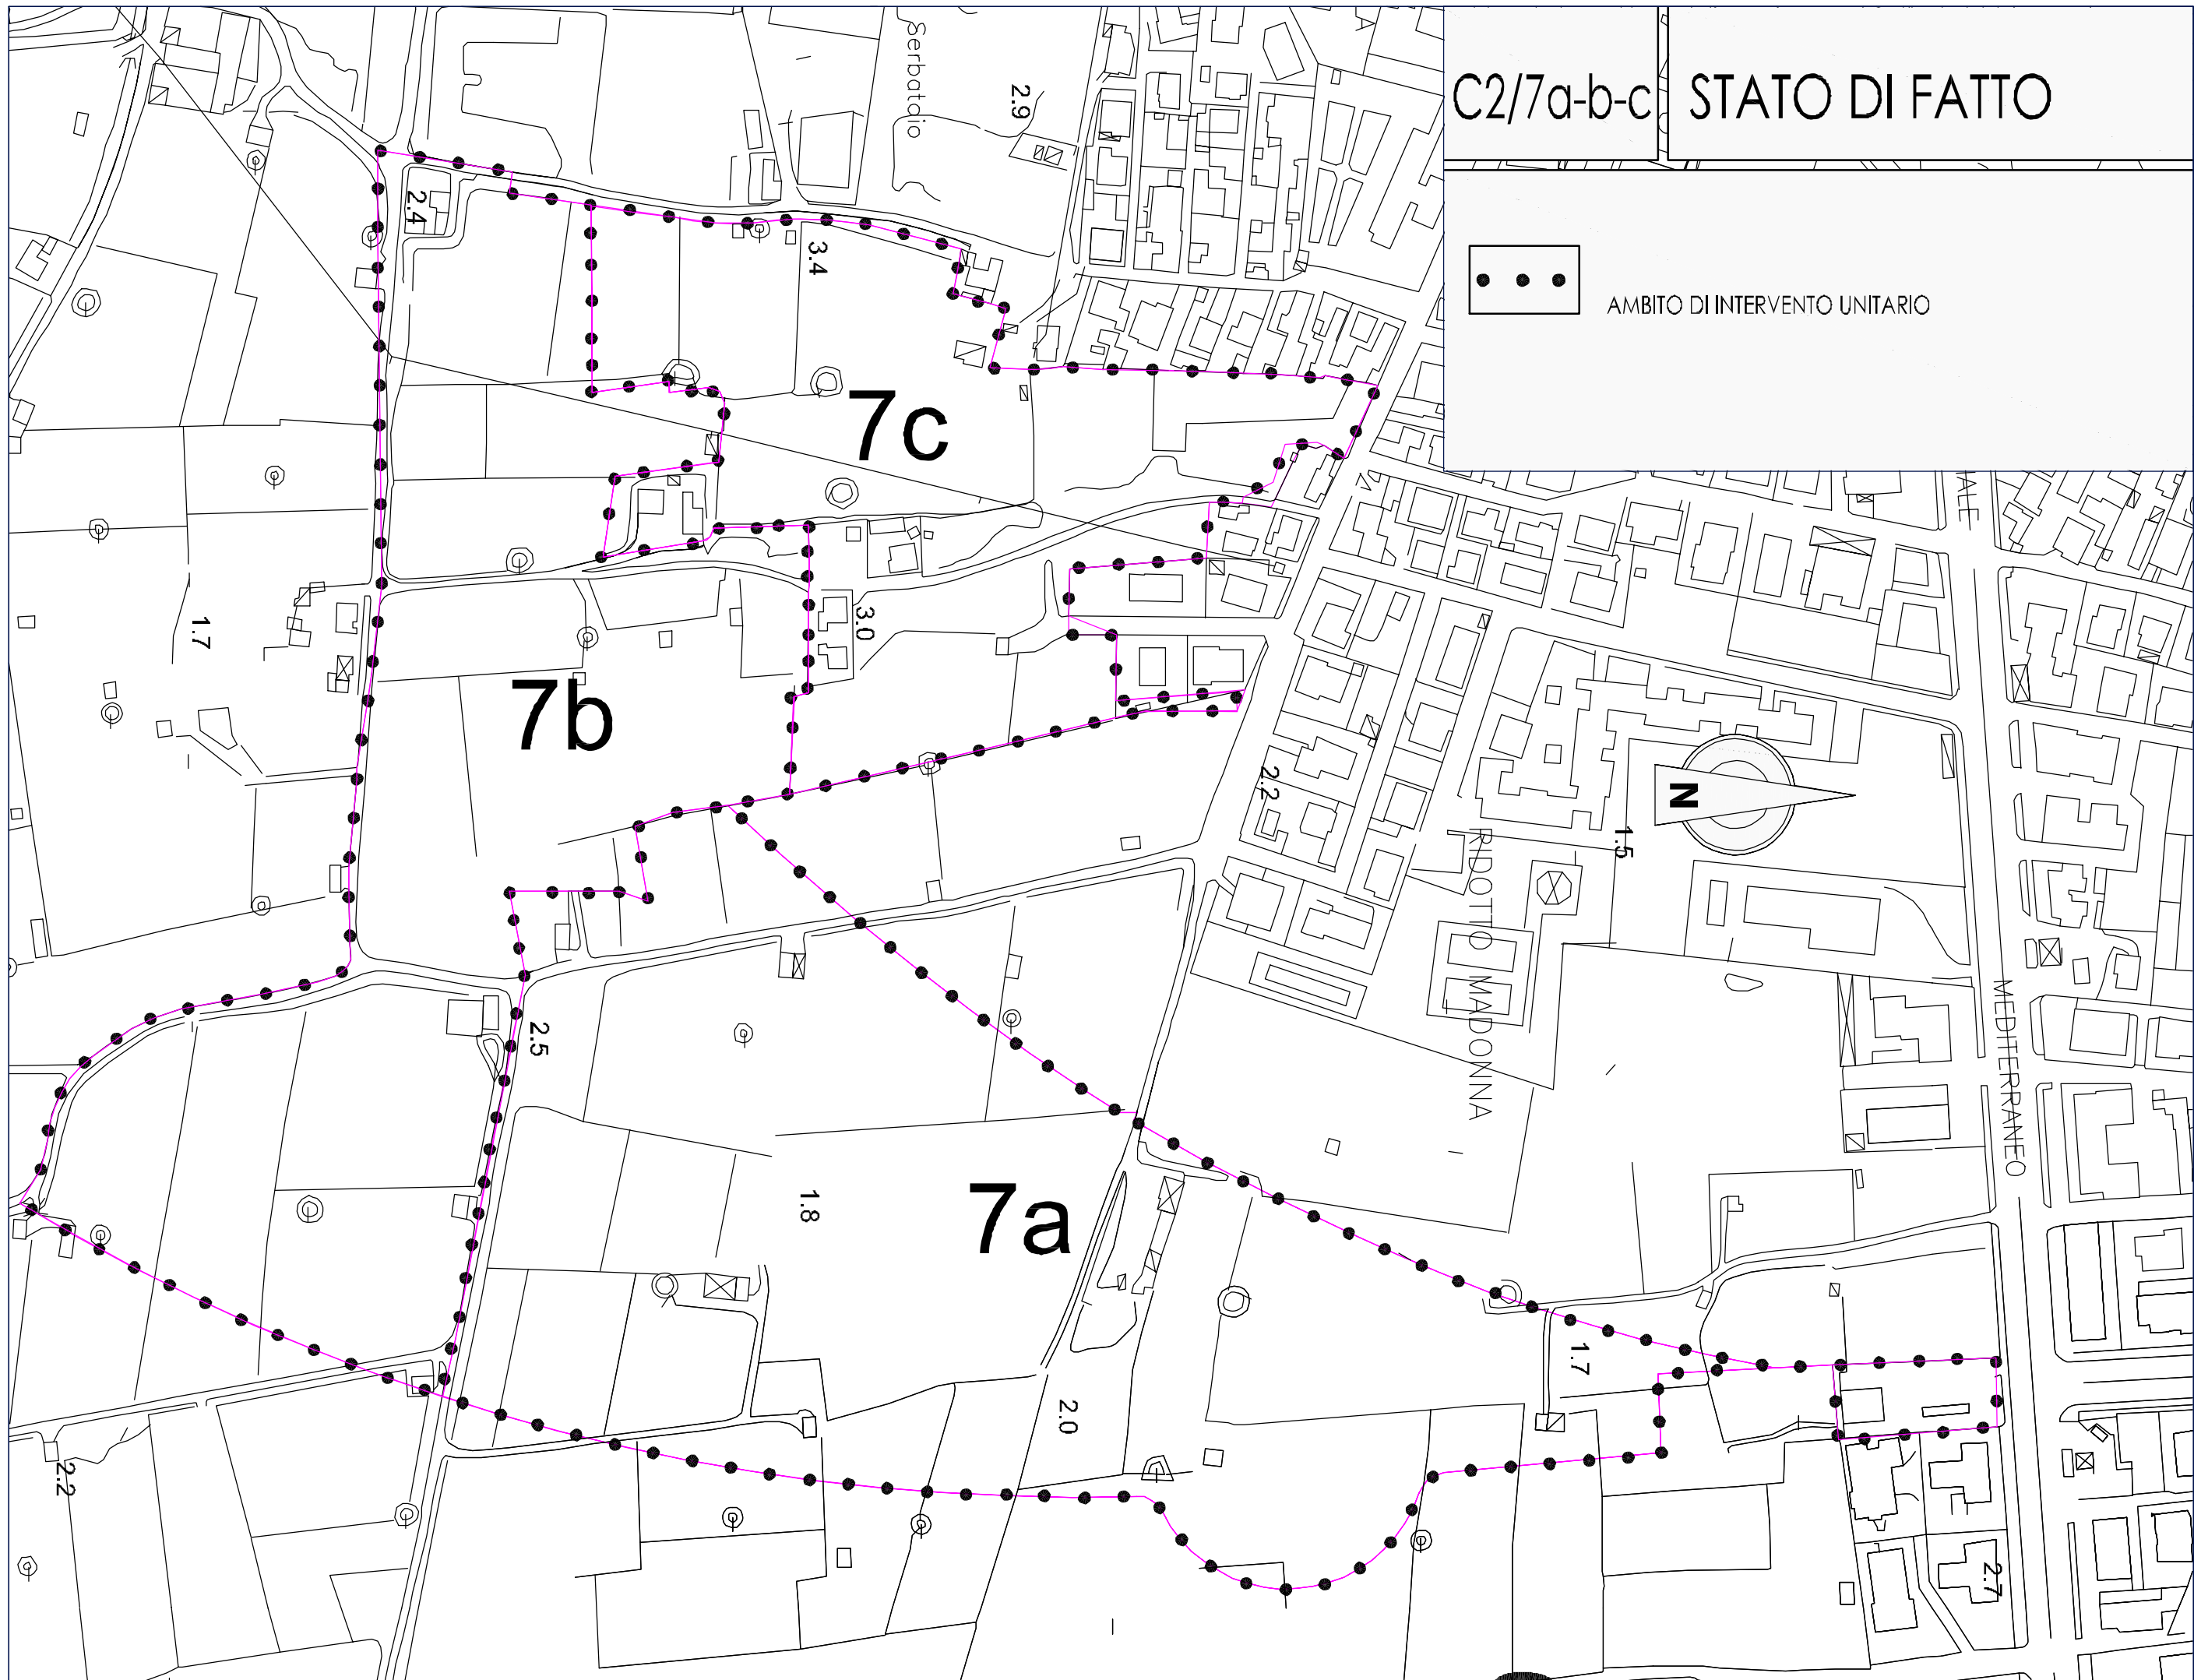 C2/7a-b-c
STATO DI FATTO
AMBITO DI INTERVENTO UNITARIO
Serbatoio
2.9
2.4
3.4
7c
1.7
3.0
7b
2.2
N
1.5
RIDOTTO MADONNA
MEDITERRANEO
2.5
1.8
7a
1.7
2.0
2.2
2.7